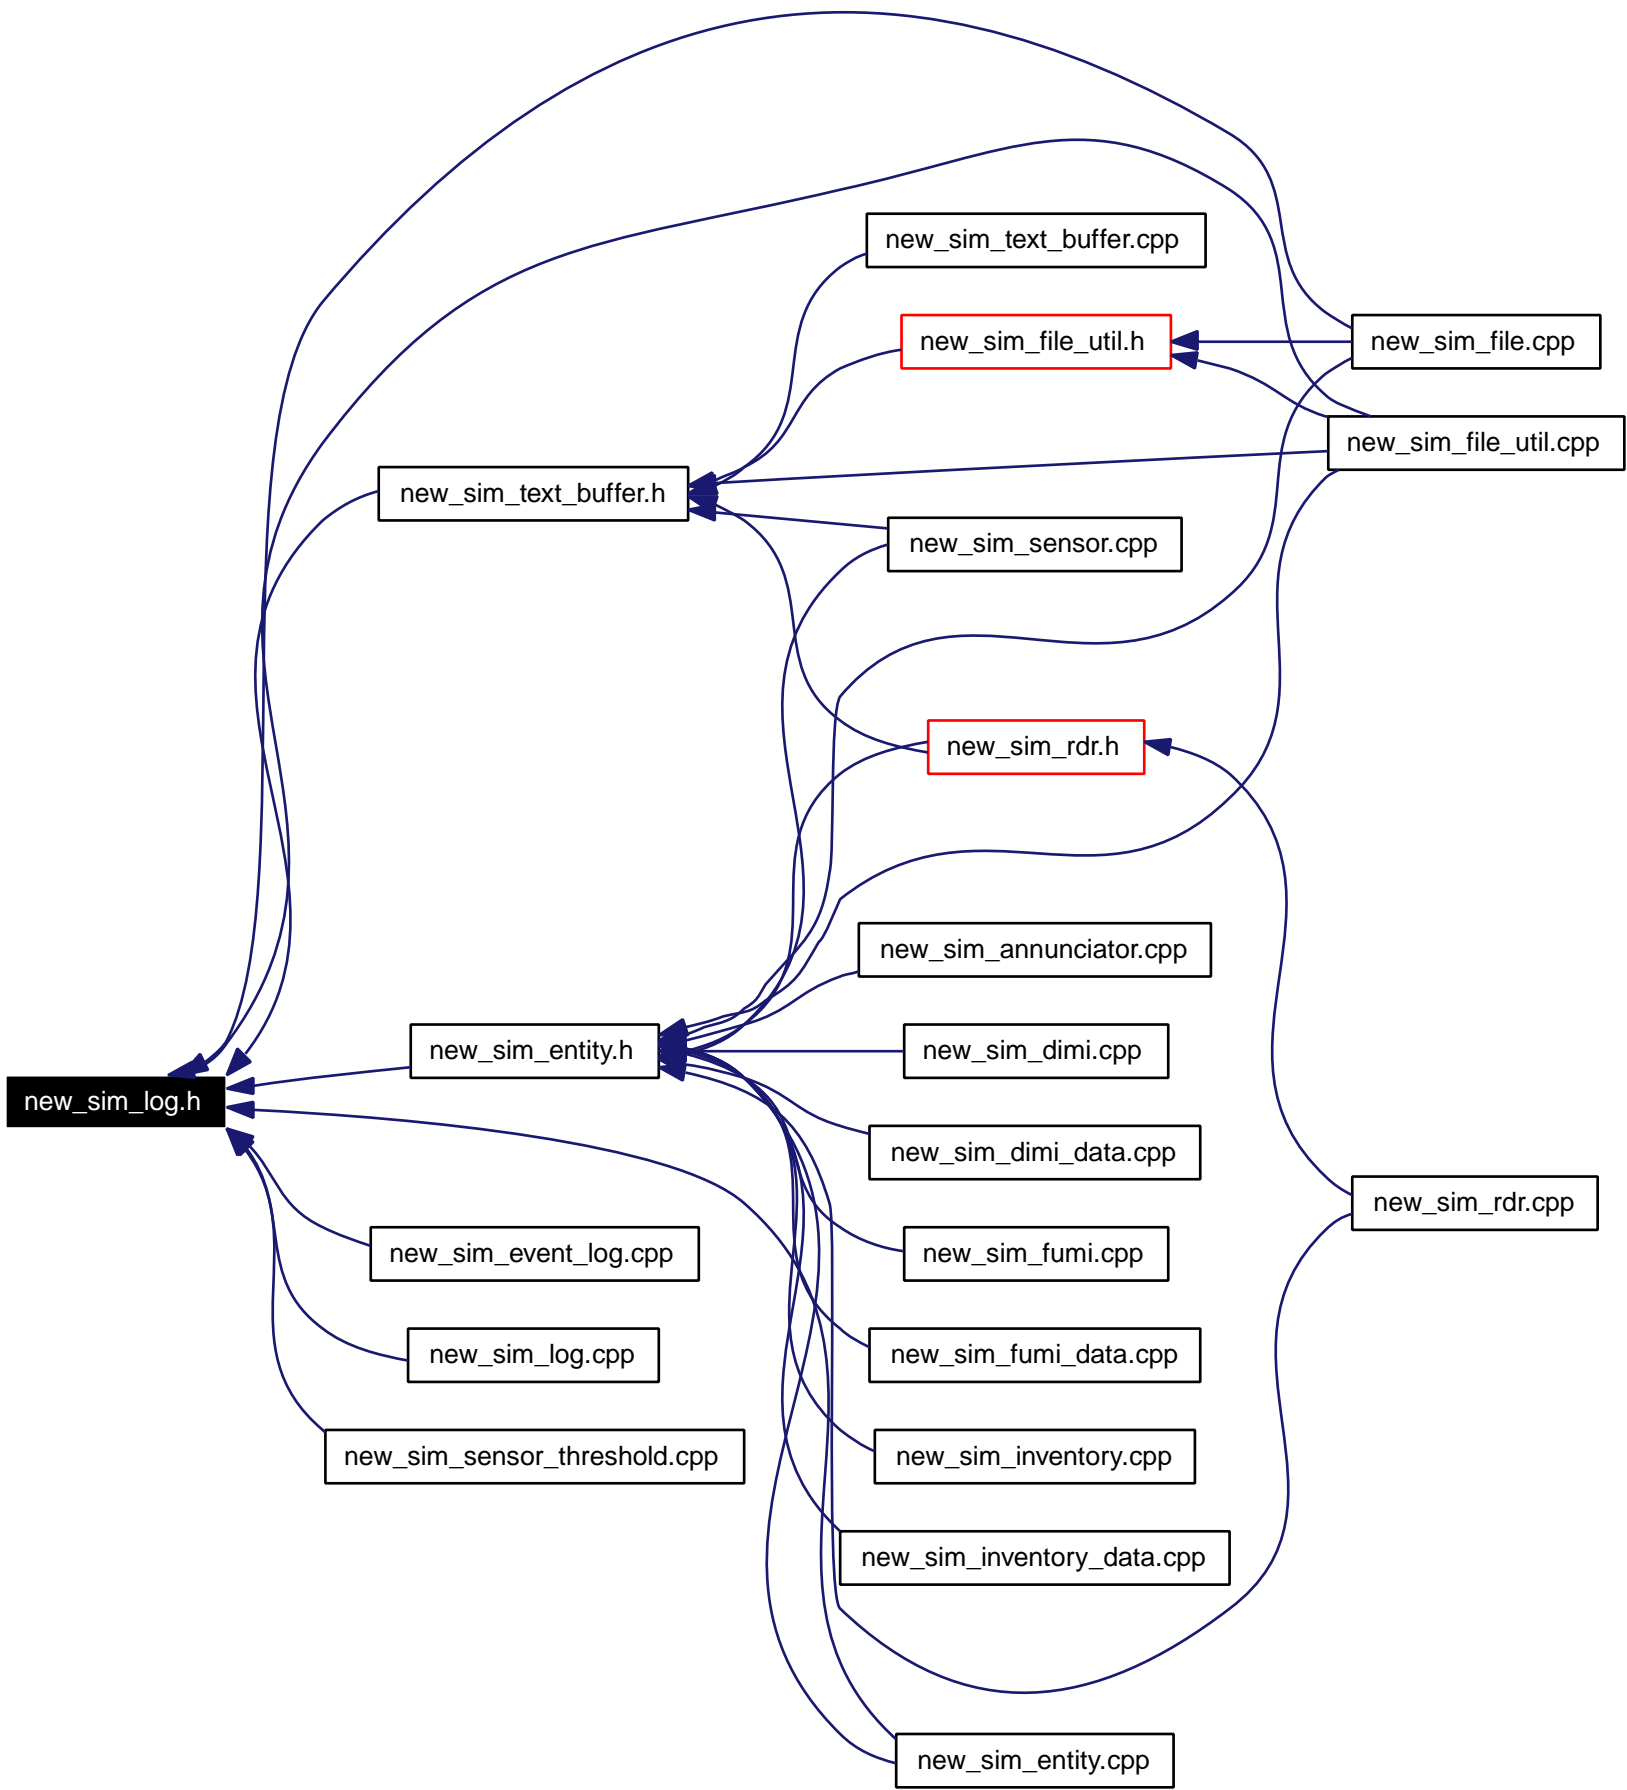 new_sim_text_buffer.cpp
new_sim_file_util.h
new_sim_file.cpp
new_sim_file_util.cpp
new_sim_text_buffer.h
new_sim_sensor.cpp
new_sim_rdr.h
new_sim_annunciator.cpp
new_sim_entity.h
new_sim_dimi.cpp
new_sim_log.h
new_sim_dimi_data.cpp
new_sim_rdr.cpp
new_sim_event_log.cpp
new_sim_fumi.cpp
new_sim_log.cpp
new_sim_fumi_data.cpp
new_sim_sensor_threshold.cpp
new_sim_inventory.cpp
new_sim_inventory_data.cpp
new_sim_entity.cpp